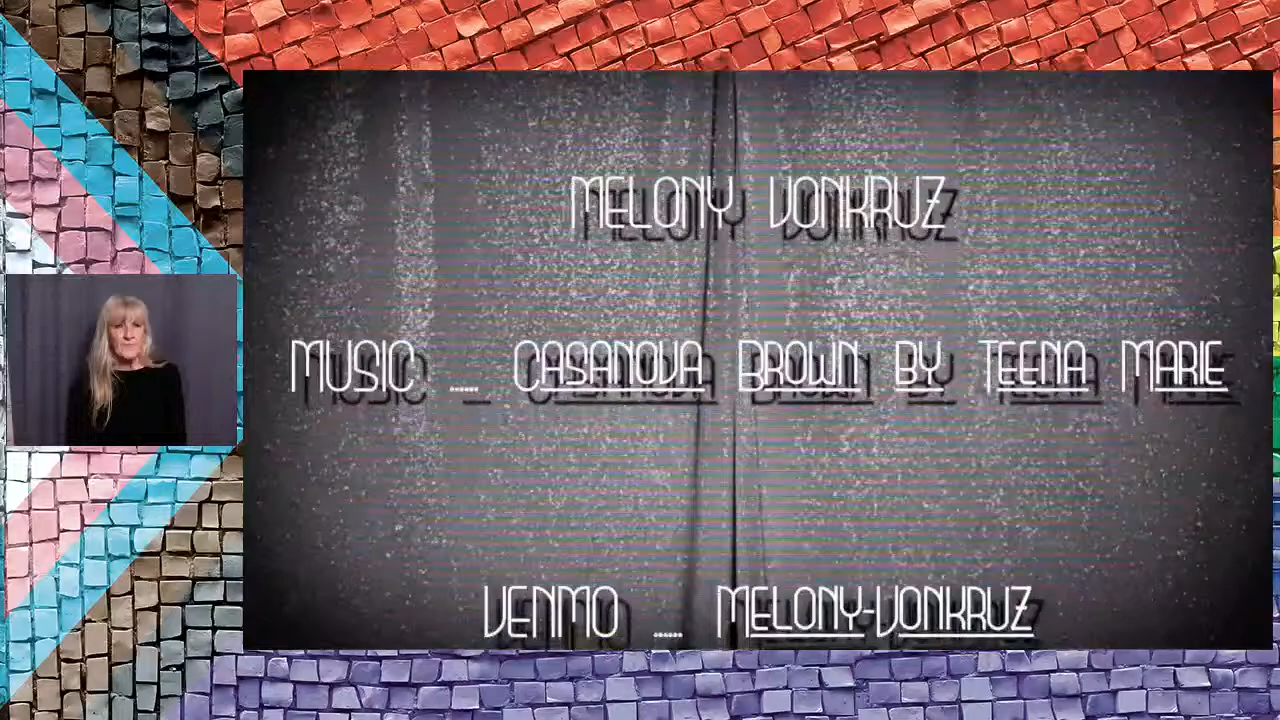 MELONY VONKRUZ
MUSIC ...... CASANOVA BROWN BY TEENA MARIE
VENMO ...... MELONY-VONKRUZ